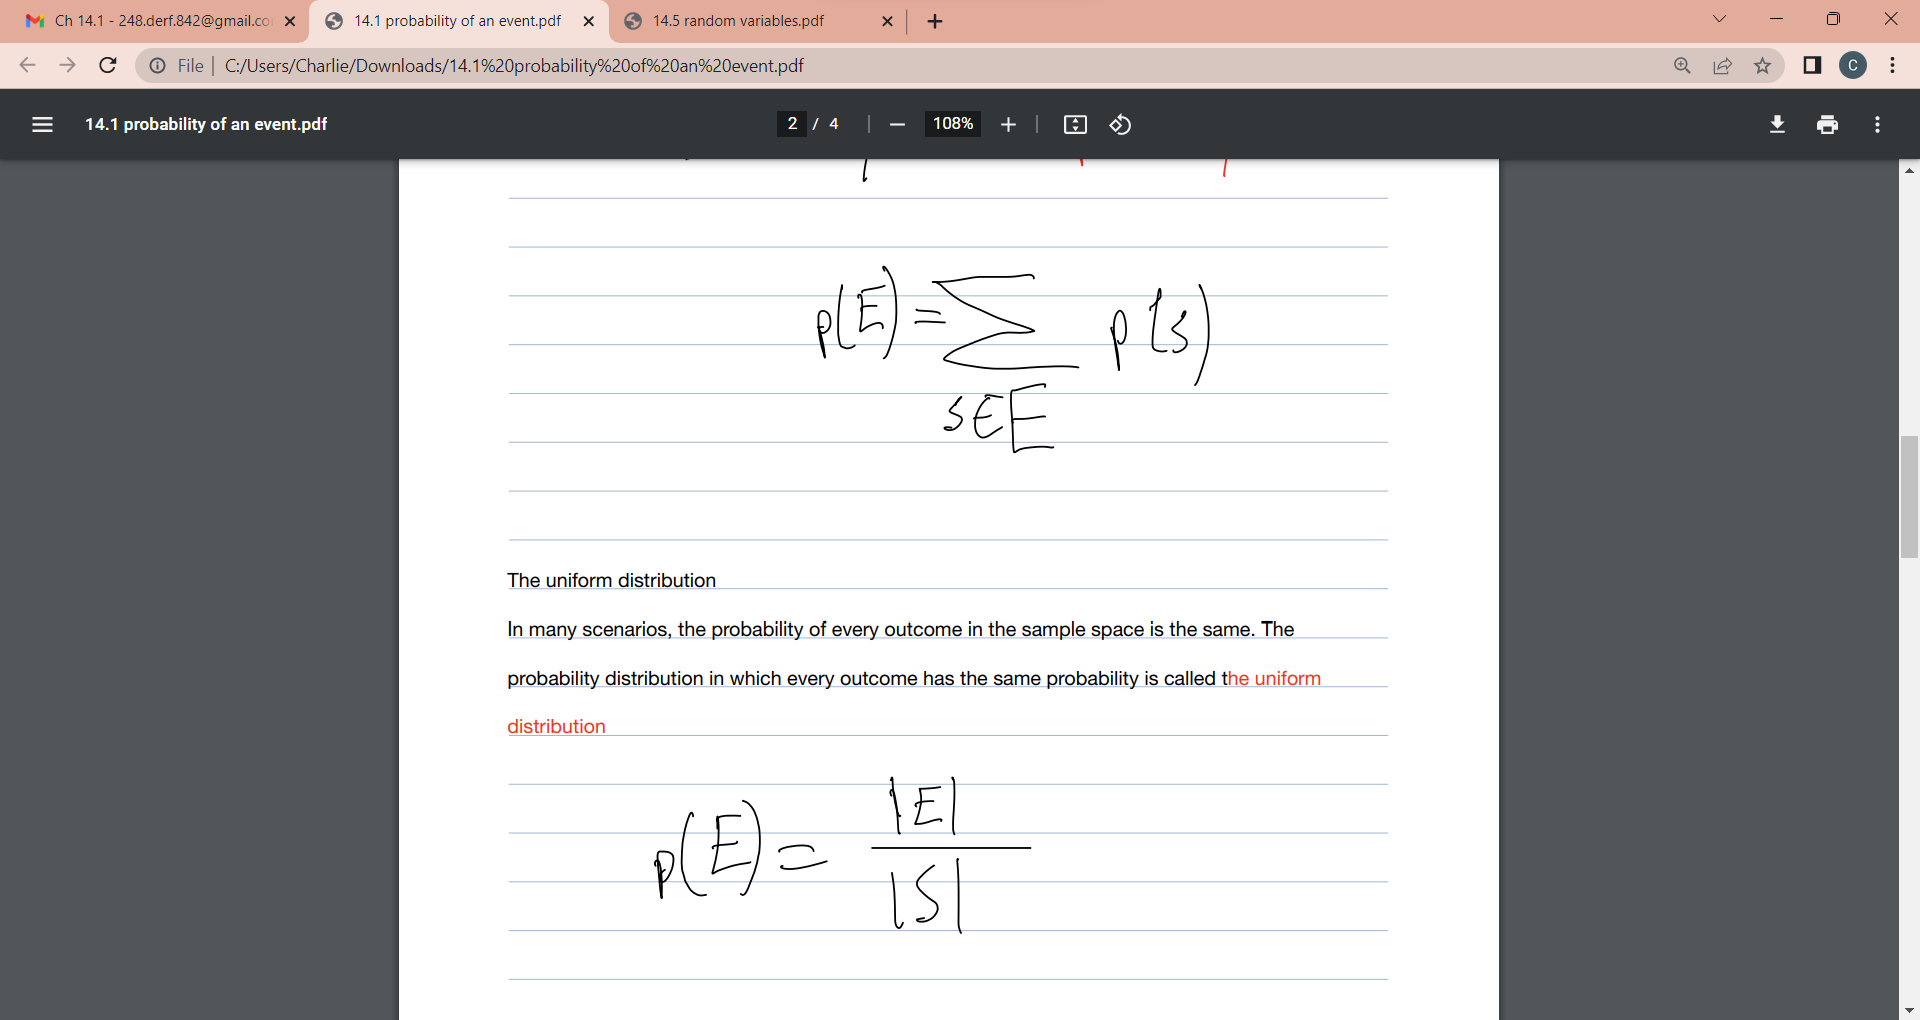 Ch 14.1 - 248.derf.842@gmail.co
14.1 probability of an event.pdf
14.5 random variables.pdf
File
C:/Users/Charlie/Downloads/14.1%20probability%20of%20an%20event.pdf
C
14.1 probability of an event.pdf
2 / 4
108%
p(E) = ∑ p(s)
s∈E
The uniform distribution
In many scenarios, the probability of every outcome in the sample space is the same. The
probability distribution in which every outcome has the same probability is called the uniform
distribution
p(E) = |E|
|S|